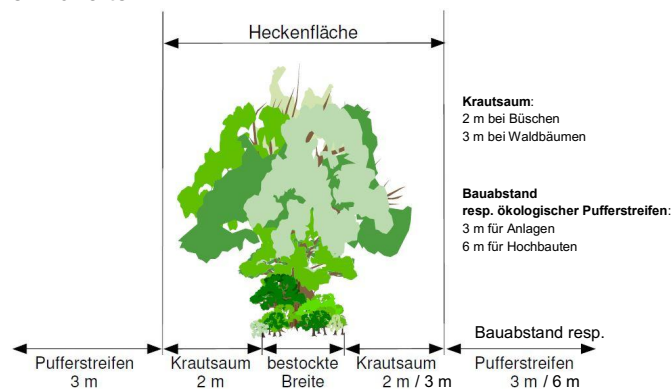 Heckenfläche
Krautsaum:
2 m bei Büschen
3 m bei Waldbäumen
Bauabstand
resp. ökologischer Pufferstreifen:
3 m für Anlagen
6 m für Hochbauten
Bauabstand resp.
Pufferstreifen Krautsaum bestockte Krautsaum Pufferstreifen
3 m 2 m Breite 2 m / 3 m 3 m / 6 m